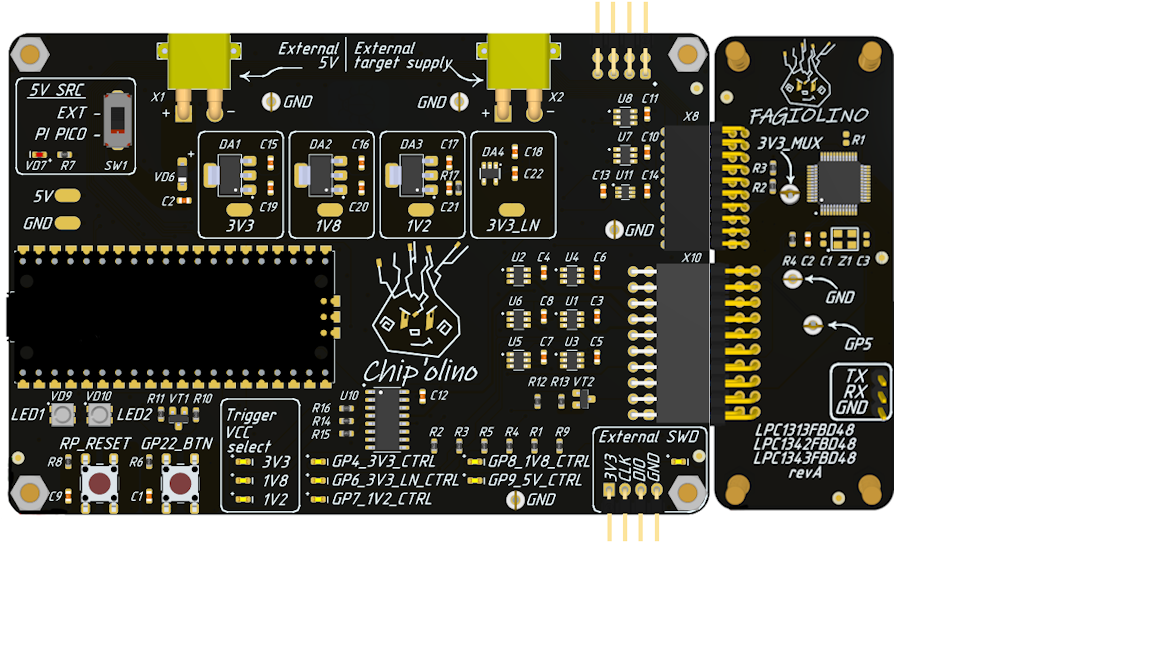 External
5V
External
target supply
5V SRC
EXT
PI PICO
VD7
R7
SW1
X1
+
-
GND
GND
+
-
X2
U8
C11
U7
C10
C13
U11
C14
X8
GND
5V
GND
VD6
+
C2
DA1
C15
C19
3V3
DA2
C16
C20
1V8
DA3
C17
R17
C21
1V2
DA4
C18
C22
3V3_LN
Chip'olino
U2
C4
U4
C6
U6
C8
U1
C3
U5
C7
U3
C5
R12
R13
VT2
X10
LED1
VD9
VD10
LED2
R11
VT1
R10
RP_RESET
GP22_BTN
R8
R6
C9
C1
Trigger
VCC
select
3V3
1V8
1V2
U10
R16
R14
R15
C12
R2
R3
R5
R4
R1
R9
GP4_3V3_CTRL
GP6_3V3_LN_CTRL
GP7_1V2_CTRL
GP8_1V8_CTRL
GP9_5V_CTRL
GND
External SWD
3V3
CLK
DIO
GND
FAGIOLINO
3V3_MUX
R1
R3
R2
R4
C2
C1
Z1
C3
GND
GP5
TX
RX
GND
LPC1313FBD48
LPC1342FBD48
LPC1343FBD48
revA